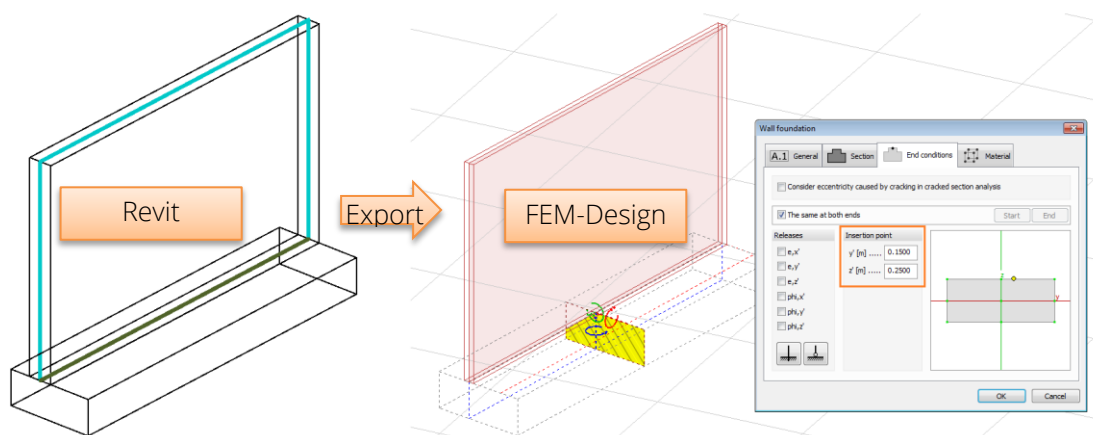 Revit
Export
FEM-Design
Wall foundation
A.1 General
Section
End conditions
Material
Consider eccentricity caused by cracking in cracked section analysis
The same at both ends
Start
End
Releases
e,x'
e,y'
e,z'
phi,x'
phi,y'
phi,z'
Insertion point
y' [m] ..... 0.1500
z' [m] ..... 0.2500
z
y
OK
Cancel